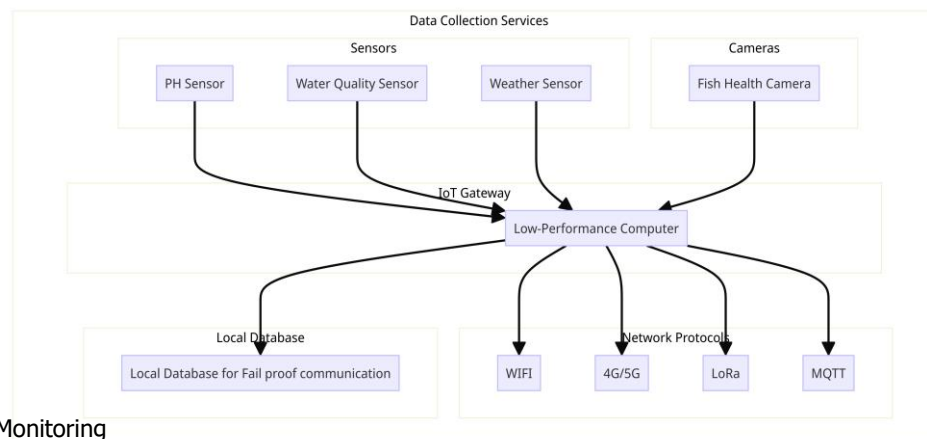 Data Collection Services
Sensors
Cameras
PH Sensor
Water Quality Sensor
Weather Sensor
Fish Health Camera
IoT Gateway
Low-Performance Computer
Local Database
Network Protocols
Local Database for Fail proof communication
WIFI
4G/5G
LoRa
MQTT
Monitoring